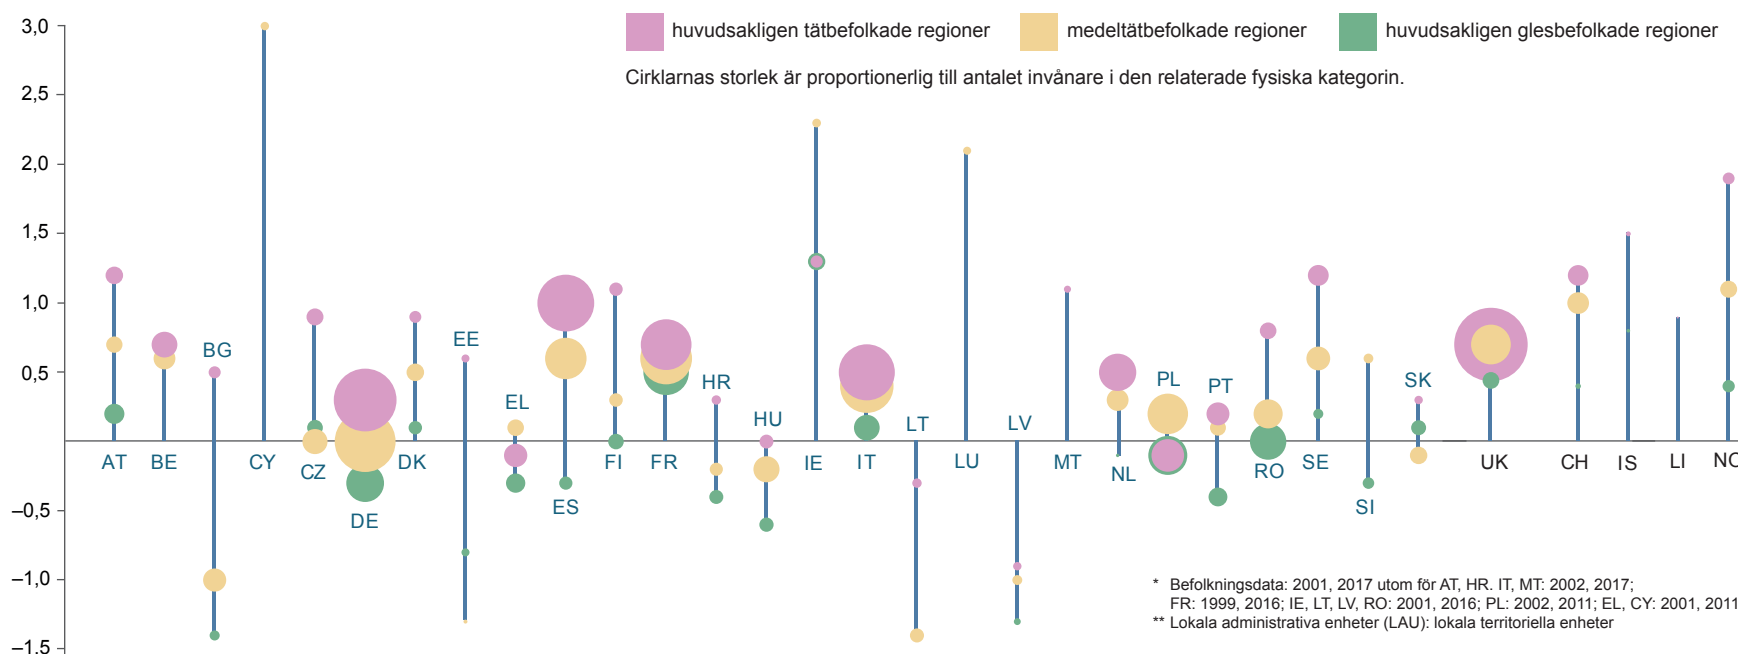 3,0
2,5
2,0
1,5
1,0
0,5
–0,5
–1,0
–1,5
huvudsakligen tätbefolkade regioner
medeltätbefolkade regioner
huvudsakligen glesbefolkade regioner
Cirklarnas storlek är proportionerlig till antalet invånare i den relaterade fysiska kategorin.
AT
BE
BG
CY
CZ
DE
DK
EE
EL
ES
FI
FR
HR
HU
IE
IT
LT
LU
LV
MT
NL
PL
PT
RO
SE
SI
SK
UK
CH
IS
LI
NO
* Befolkningsdata: 2001, 2017 utom för AT, HR. IT, MT: 2002, 2017;
FR: 1999, 2016; IE, LT, LV, RO: 2001, 2016; PL: 2002, 2011; EL, CY: 2001, 2011
** Lokala administrativa enheter (LAU): lokala territoriella enheter